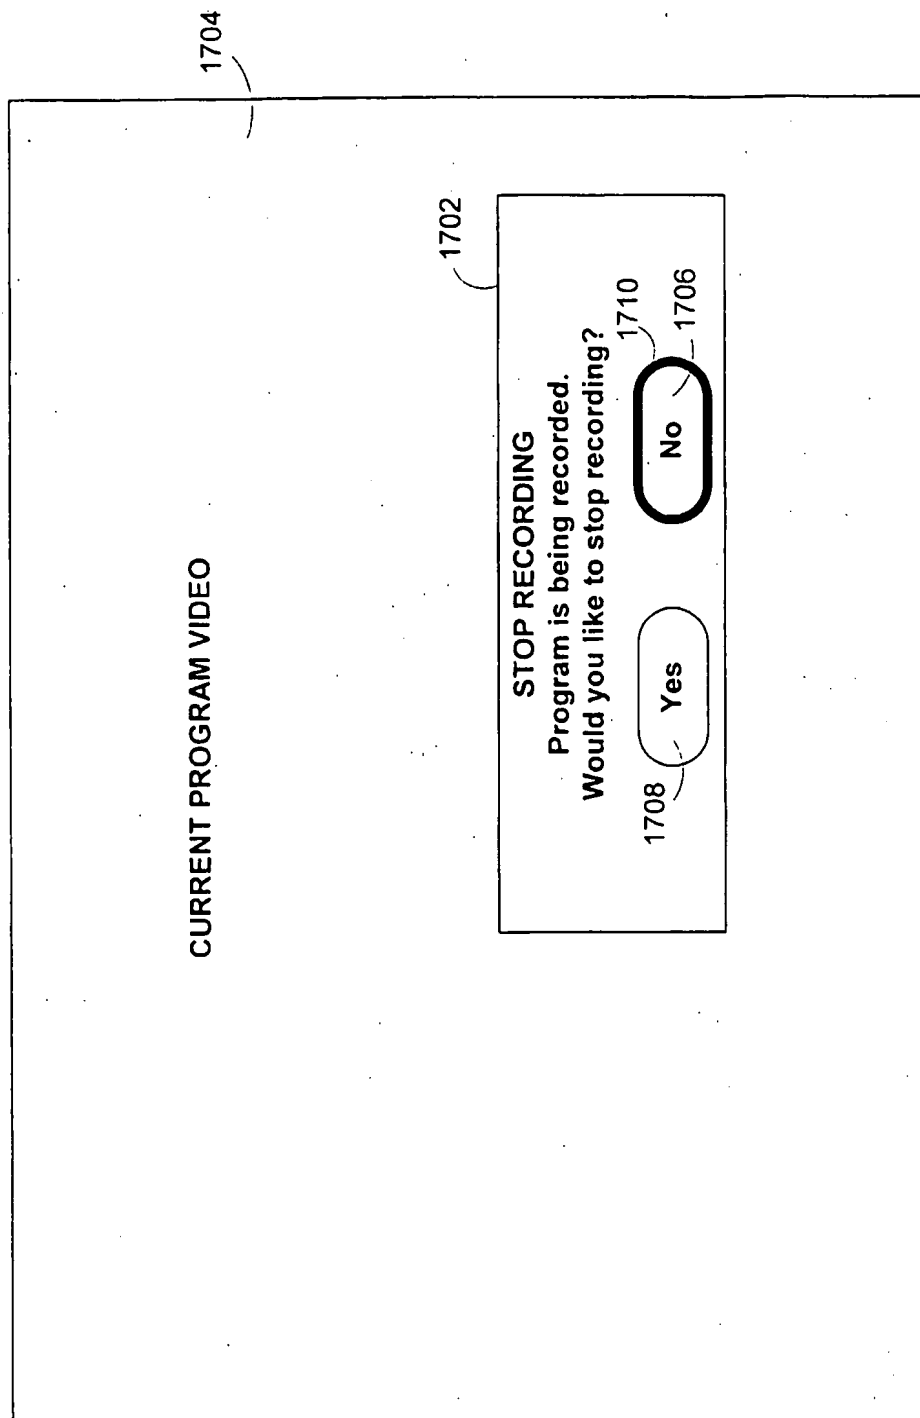 1704
CURRENT PROGRAM VIDEO
1702
STOP RECORDING
Program is being recorded.
Would you like to stop recording?
1710
1708
Yes
No
1706